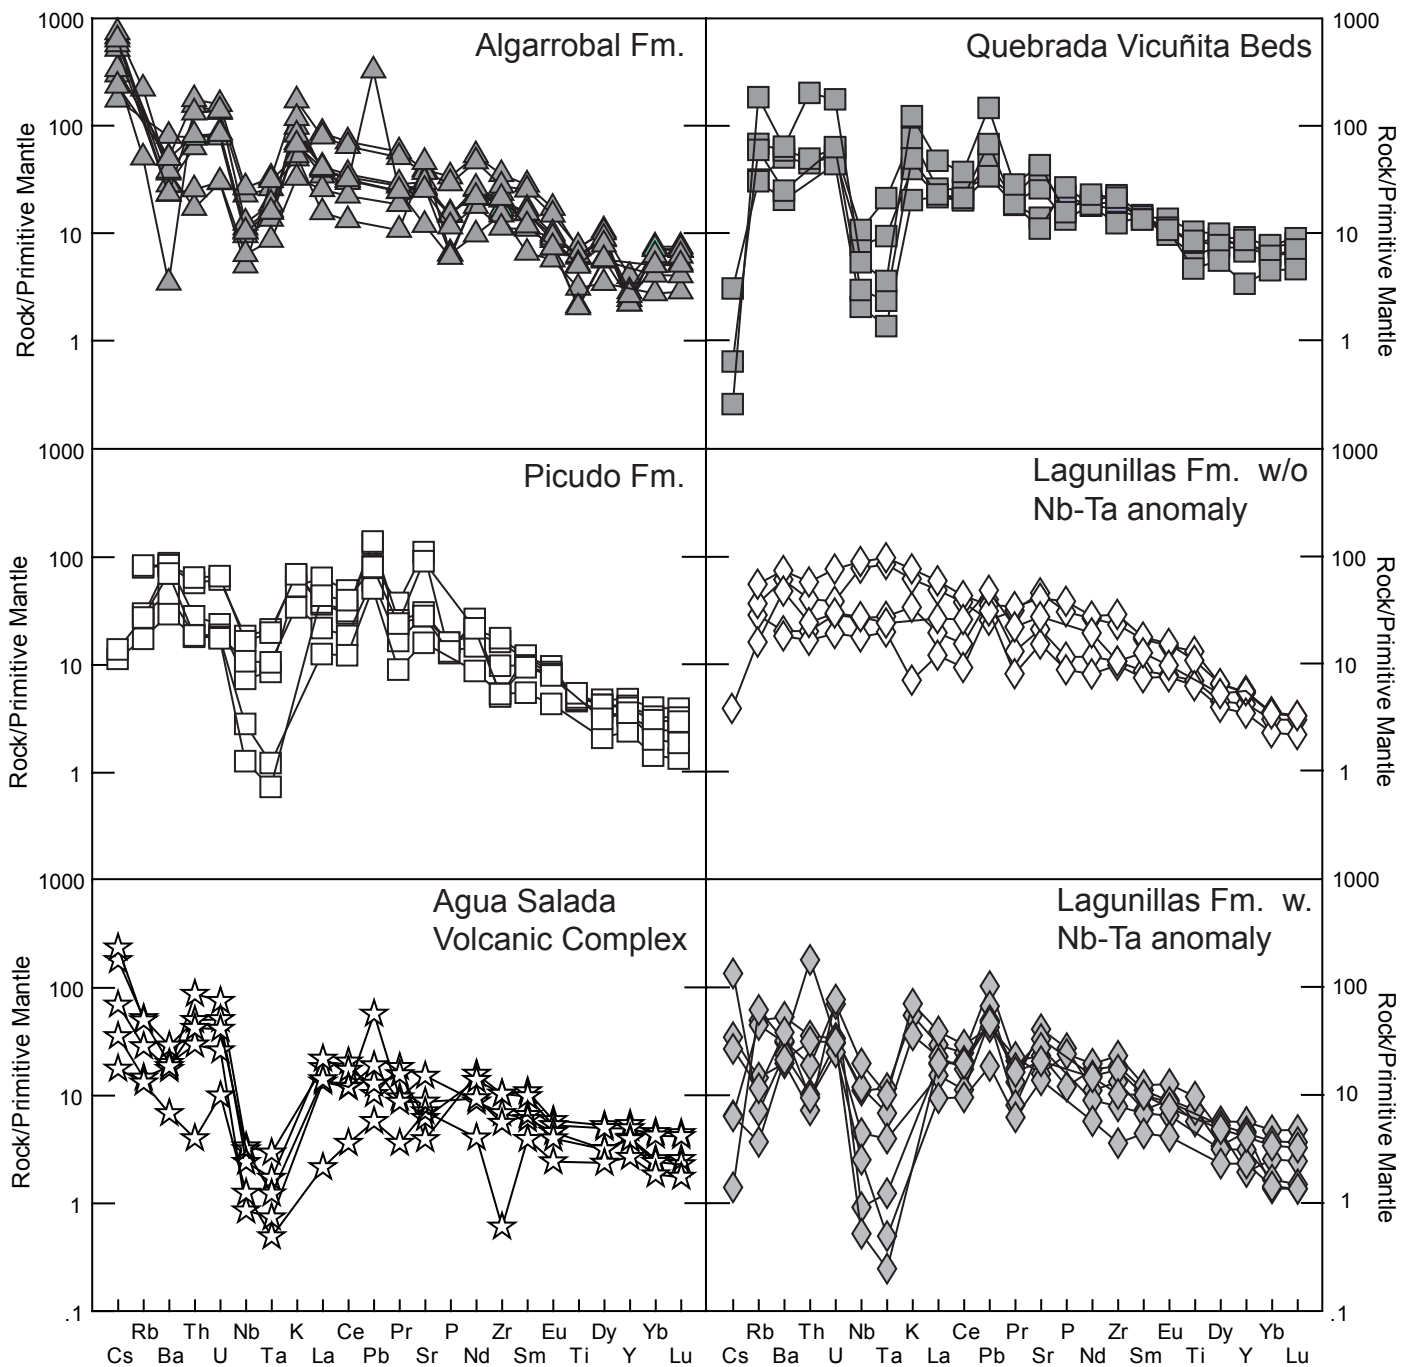 1000
100
10
1
Rock/Primitive Mantle
Algarrobal Fm.
Quebrada Vicuñita Beds
1000
100
10
1
Rock/Primitive Mantle
1000
100
10
1
Rock/Primitive Mantle
Picudo Fm.
Lagunillas Fm. w/o
Nb-Ta anomaly
1000
100
10
1
Rock/Primitive Mantle
1000
100
10
1
.1
Rock/Primitive Mantle
Agua Salada
Volcanic Complex
Lagunillas Fm. w.
Nb-Ta anomaly
1000
100
10
1
.1
Rock/Primitive Mantle
Rb Th Nb K Ce Pr P Zr Eu Dy Yb
Cs Ba U Ta La Pb Sr Nd Sm Ti Y Lu
Rb Th Nb K Ce Pr P Zr Eu Dy Yb
Cs Ba U Ta La Pb Sr Nd Sm Ti Y Lu